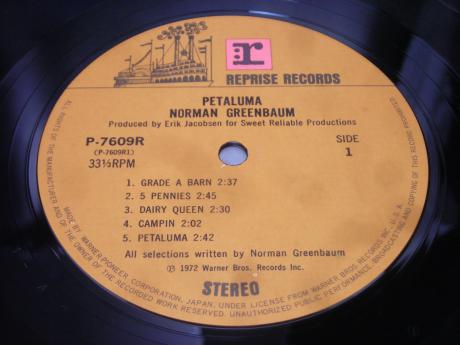 r
REPRISE RECORDS
PETALUMA
NORMAN GREENBAUM
Produced by Erik Jacobsen for Sweet Reliable Productions
P-7609R
(P-7609R1)
33⅓RPM
SIDE
1
1. GRADE A BARN 2:37
2. 5 PENNIES 2:45
3. DAIRY QUEEN 2:30
4. CAMPIN 2:02
5. PETALUMA 2:42
All selections written by Norman Greenbaum
℗ 1972 Warner Bros. Records Inc.
STEREO
MADE BY WARNER-PIONEER CORPORATION, JAPAN, UNDER LICENSE FROM WARNER BROS. RECORDS INC., U.S.A.
ALL RIGHTS OF THE MANUFACTURER AND OF THE OWNER OF THE RECORDED WORK RESERVED. UNAUTHORIZED PUBLIC PERFORMANCE, BROADCASTING AND COPYING OF THIS RECORD PROHIBITED.